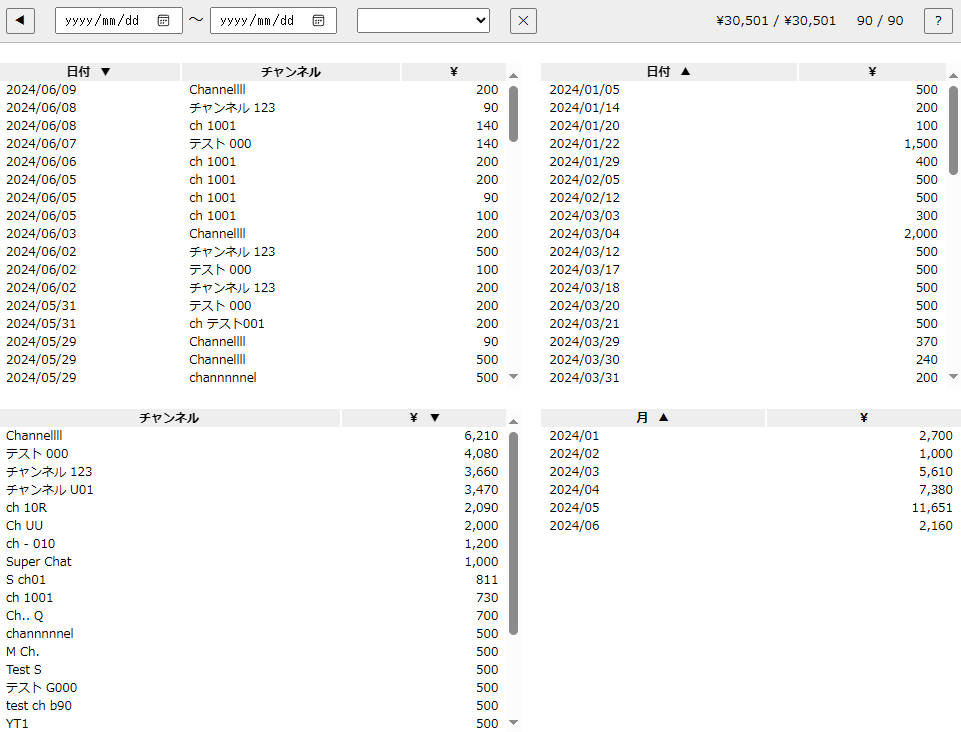 ◀ yyyy/mm/dd ～ yyyy/mm/dd × ¥30,501 / ¥30,501 90 / 90 ?
日付 ▼ チャンネル ¥
2024/06/09 Channellll 200
2024/06/08 チャンネル 123 90
2024/06/08 ch 1001 140
2024/06/07 テスト 000 140
2024/06/06 ch 1001 200
2024/06/05 ch 1001 200
2024/06/05 ch 1001 90
2024/06/05 ch 1001 100
2024/06/03 Channellll 200
2024/06/02 チャンネル 123 500
2024/06/02 テスト 000 100
2024/06/02 チャンネル 123 200
2024/05/31 テスト 000 200
2024/05/31 ch テスト001 200
2024/05/29 Channellll 90
2024/05/29 Channellll 500
2024/05/29 channnnnel 500
日付 ▲ ¥
2024/01/05 500
2024/01/14 200
2024/01/20 100
2024/01/22 1,500
2024/01/29 400
2024/02/05 500
2024/02/12 500
2024/03/03 300
2024/03/04 2,000
2024/03/12 500
2024/03/17 500
2024/03/18 500
2024/03/20 500
2024/03/21 500
2024/03/29 370
2024/03/30 240
2024/03/31 200
チャンネル ¥ ▼
Channellll 6,210
テスト 000 4,080
チャンネル 123 3,660
チャンネル U01 3,470
ch 10R 2,090
Ch UU 2,000
ch - 010 1,200
Super Chat 1,000
S ch01 811
ch 1001 730
Ch.. Q 700
channnnnel 500
M Ch. 500
Test S 500
テスト G000 500
test ch b90 500
YT1 500
月 ▲ ¥
2024/01 2,700
2024/02 1,000
2024/03 5,610
2024/04 7,380
2024/05 11,651
2024/06 2,160